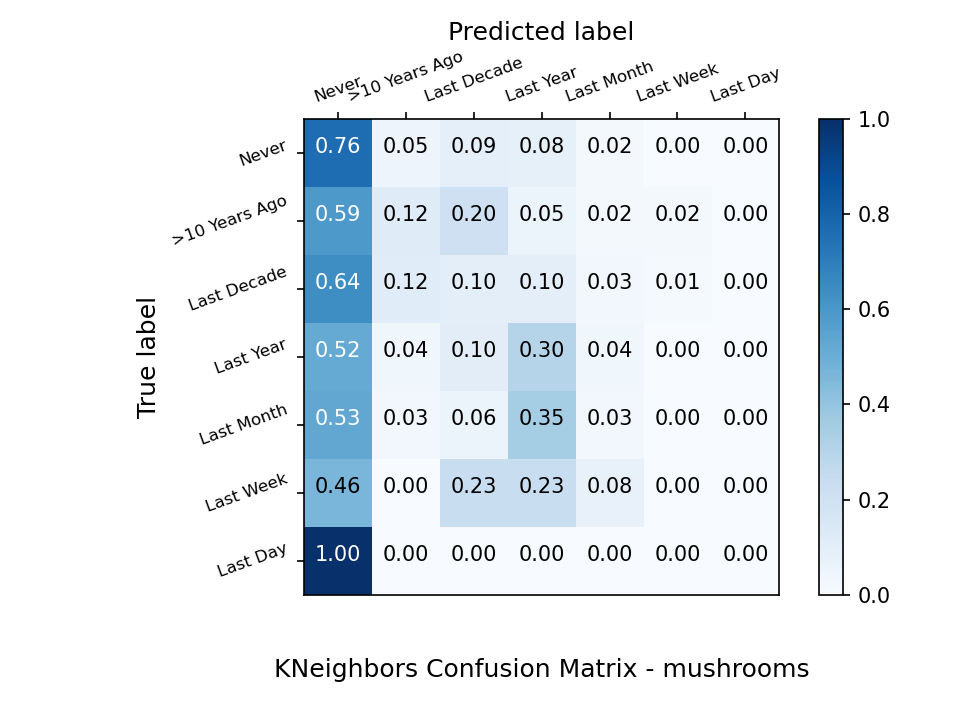 Predicted label
Never
>10 Years Ago
Last Decade
Last Year
Last Month
Last Week
Last Day
True label
Never 0.76 0.05 0.09 0.08 0.02 0.00 0.00
>10 Years Ago 0.59 0.12 0.20 0.05 0.02 0.02 0.00
Last Decade 0.64 0.12 0.10 0.10 0.03 0.01 0.00
Last Year 0.52 0.04 0.10 0.30 0.04 0.00 0.00
Last Month 0.53 0.03 0.06 0.35 0.03 0.00 0.00
Last Week 0.46 0.00 0.23 0.23 0.08 0.00 0.00
Last Day 1.00 0.00 0.00 0.00 0.00 0.00 0.00
1.0
0.8
0.6
0.4
0.2
0.0
KNeighbors Confusion Matrix - mushrooms